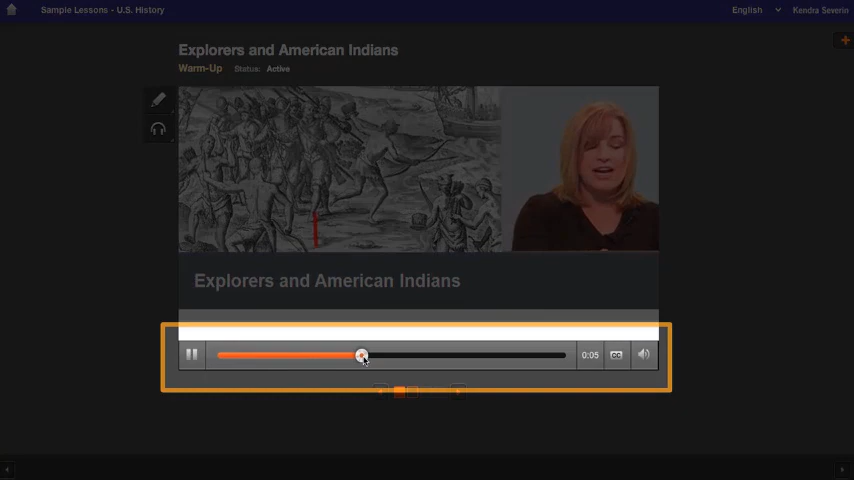 Sample Lessons - U.S. History
English
Kendra Severin
Explorers and American Indians
Warm-Up Status: Active
Explorers and American Indians
0:05 CC